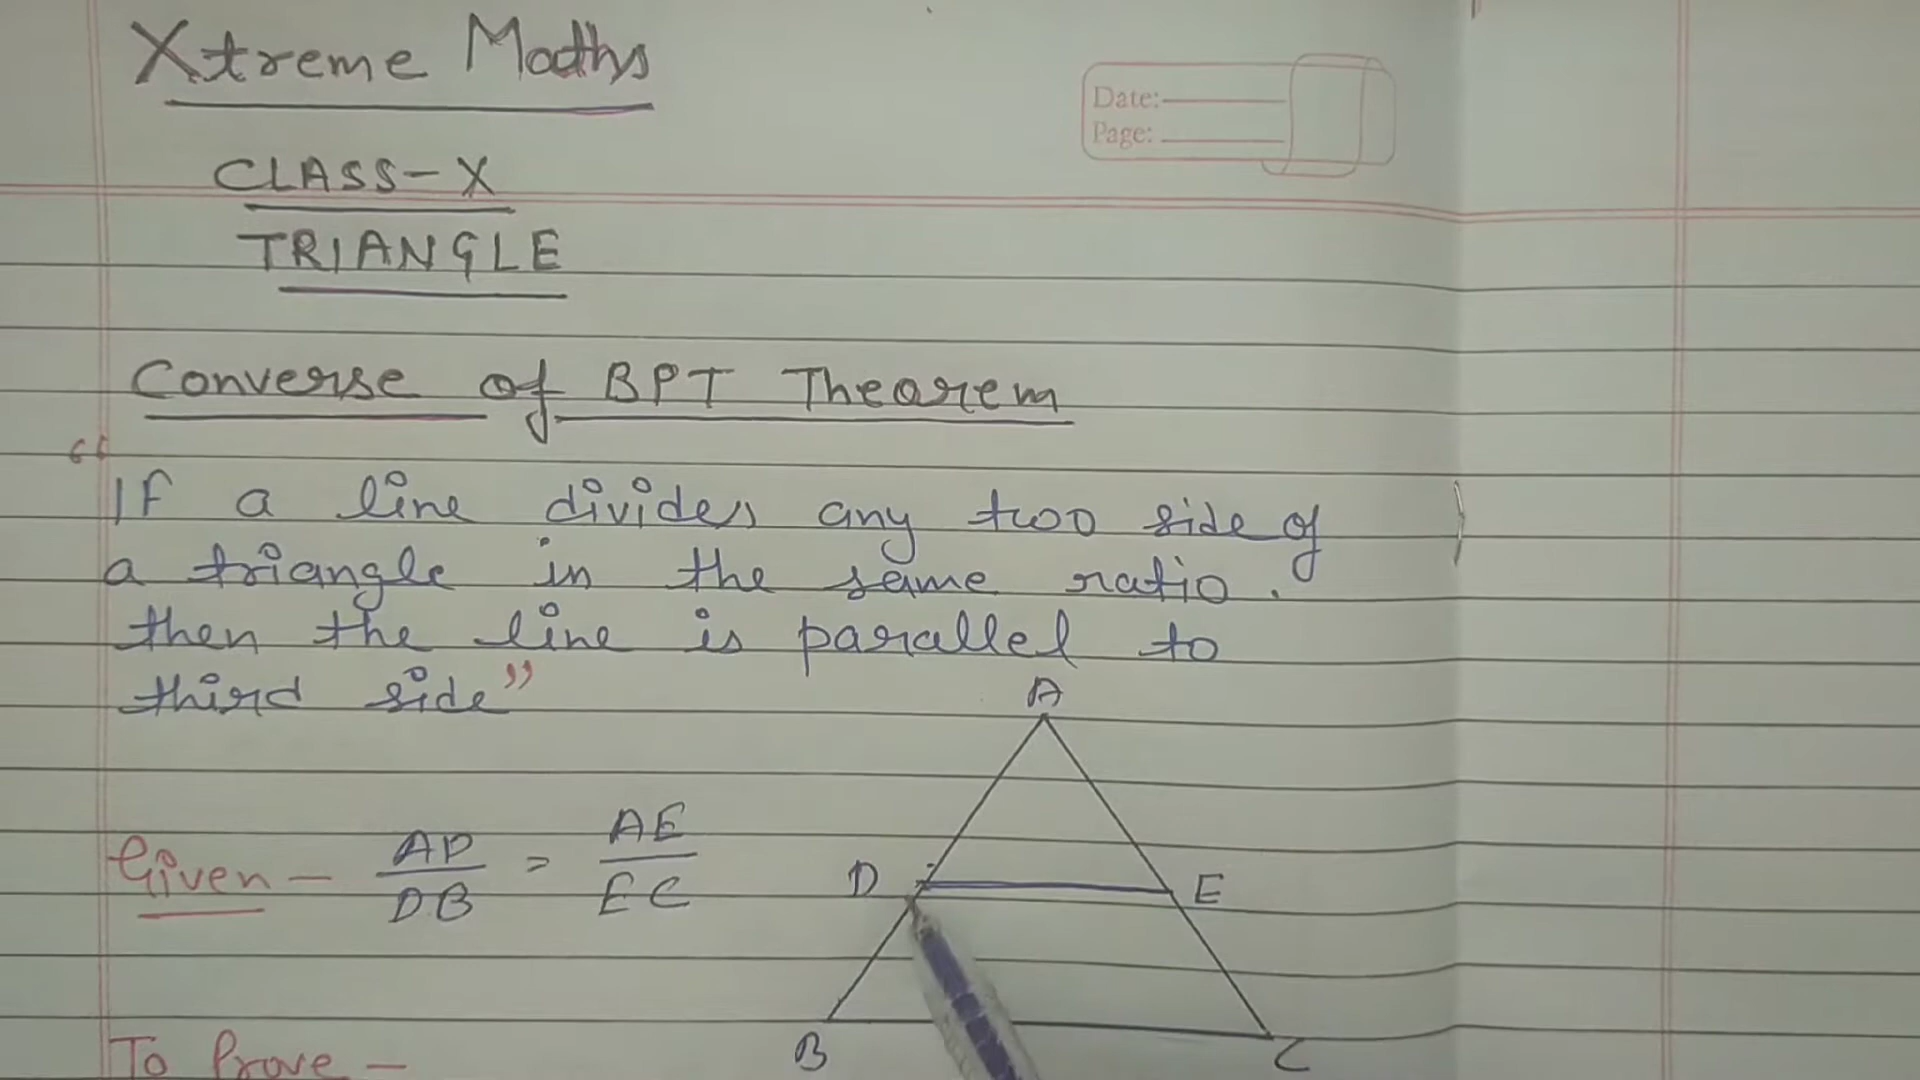 Xtreme Maths
Date:
Page:
CLASS-X
TRIANGLE
Converse of BPT Theorem
"If a line divides any two side of
a triangle in the same ratio.
then the line is parallel to
third side"
A
Given - AD/DB = AE/EC
D E
B C
To Prove -